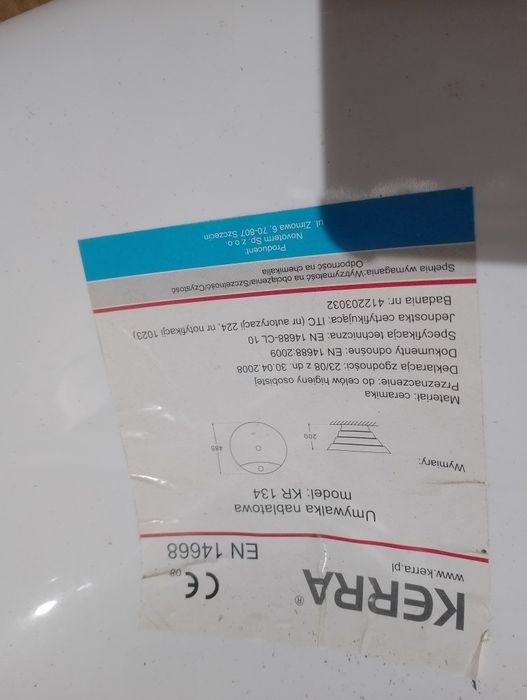 KERRA®
www.kerra.pl
CE 08
EN 14668
Umywalka nablatowa
model: KR 134
Wymiary:
200
485
Materiał: ceramika
Przeznaczenie: do celów higieny osobistej
Deklaracja zgodności: 23/08 z dn. 30.04.2008
Dokumenty odnośne: EN 14688:2009
Specyfikacja techniczna: EN 14688-CL 10
Jednostka certyfikująca: ITC (nr autoryzacji 224, nr notyfikacji 1023)
Badania nr: 412203032
Spełnia wymagania: Wytrzymałość na obciążenia/Szczelność/Czystość
Odporność na chemikalia
Producent:
Novoterm Sp. z o.o.
ul. Zimowa 6, 70-807 Szczecin